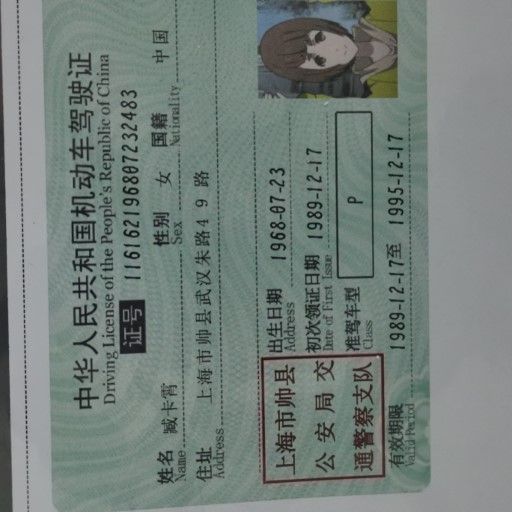 中华人民共和国机动车驾驶证
Driving License of the People's Republic of China
证号 116162196807232483
姓名 臧卡霄 性别 女 国籍 中国
Name Sex Nationality
住址 上海市帅县武汉朱路49路
Address
出生日期 1968-07-23
Address
初次领证日期 1989-12-17
Date of First Issue
准驾车型 P
Class
有效期限 1989-12-17至 1995-12-17
Valid Period
上海市帅县
公安局交
通警察支队